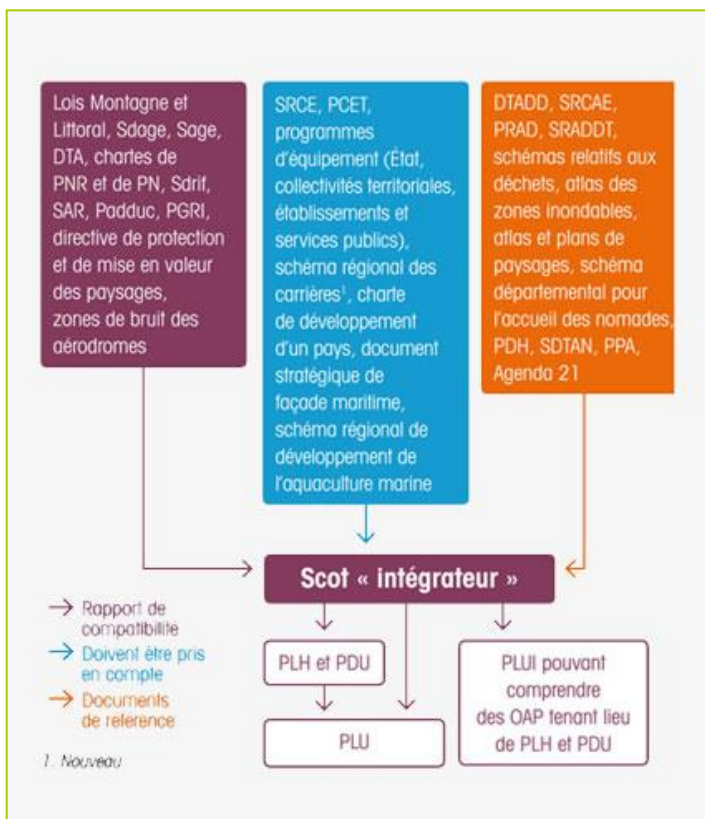 Lois Montagne et
Littoral, Sdage, Sage,
DTA, chartes de
PNR et de PN, Sdrif,
SAR, Padduc, PGRI,
directive de protection
et de mise en valeur
des paysages,
zones de bruit des
aérodromes
SRCE, PCET,
programmes
d'équipement (État,
collectivités territoriales,
établissements et
services publics),
schéma régional des
carrières¹, charte
de développement
d'un pays, document
stratégique de
façade maritime,
schéma régional de
développement de
l'aquaculture marine
DTADD, SRCAE,
PRAD, SRADDT,
schémas relatifs aux
déchets, atlas des
zones inondables,
atlas et plans de
paysages, schéma
départemental pour
l'accueil des nomades,
PDH, SDTAN, PPA,
Agenda 21
Scot « intégrateur »
Rapport de
compatibilité
Doivent être pris
en compte
Documents
de référence
1. Nouveau
PLH et PDU
PLU
PLUI pouvant
comprendre
des OAP tenant lieu
de PLH et PDU